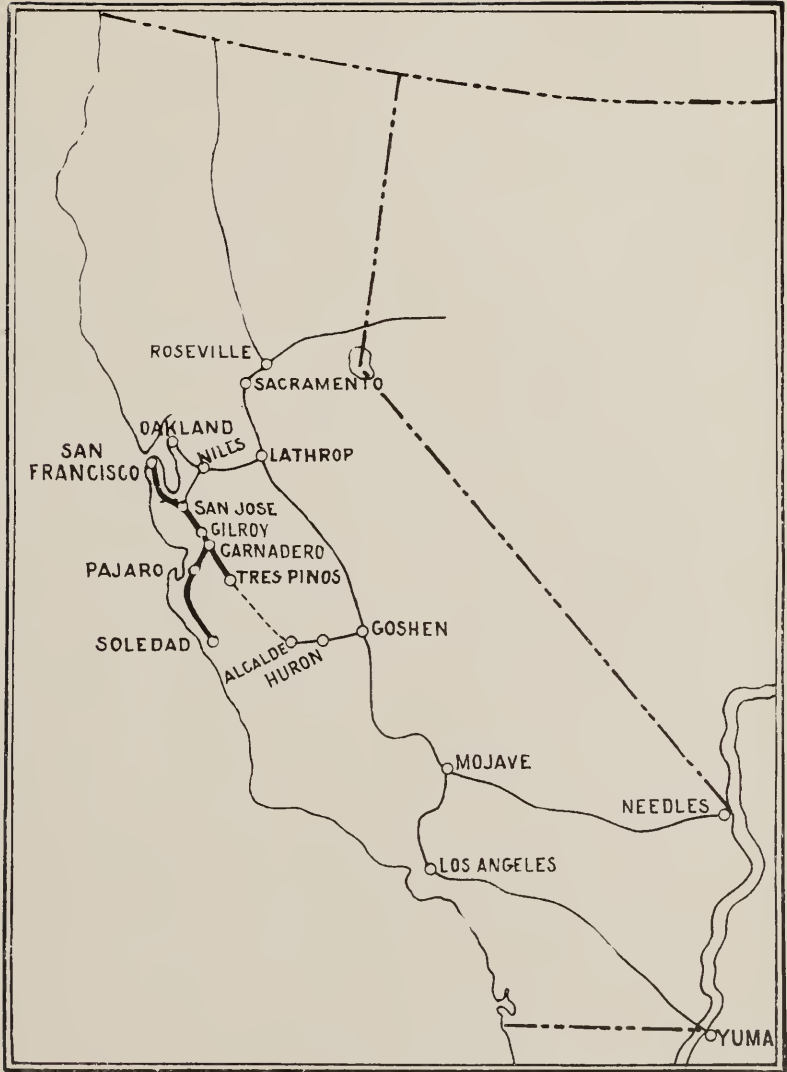 ROSEVILLE
SACRAMENTO
OAKLAND
NILES
LATHROP
SAN
FRANCISCO
SAN JOSE
GILROY
CARNADERO
PAJARO
TRES PINOS
SOLEDAD
ALCALDE
HURON
GOSHEN
MOJAVE
NEEDLES
LOS ANGELES
YUMA